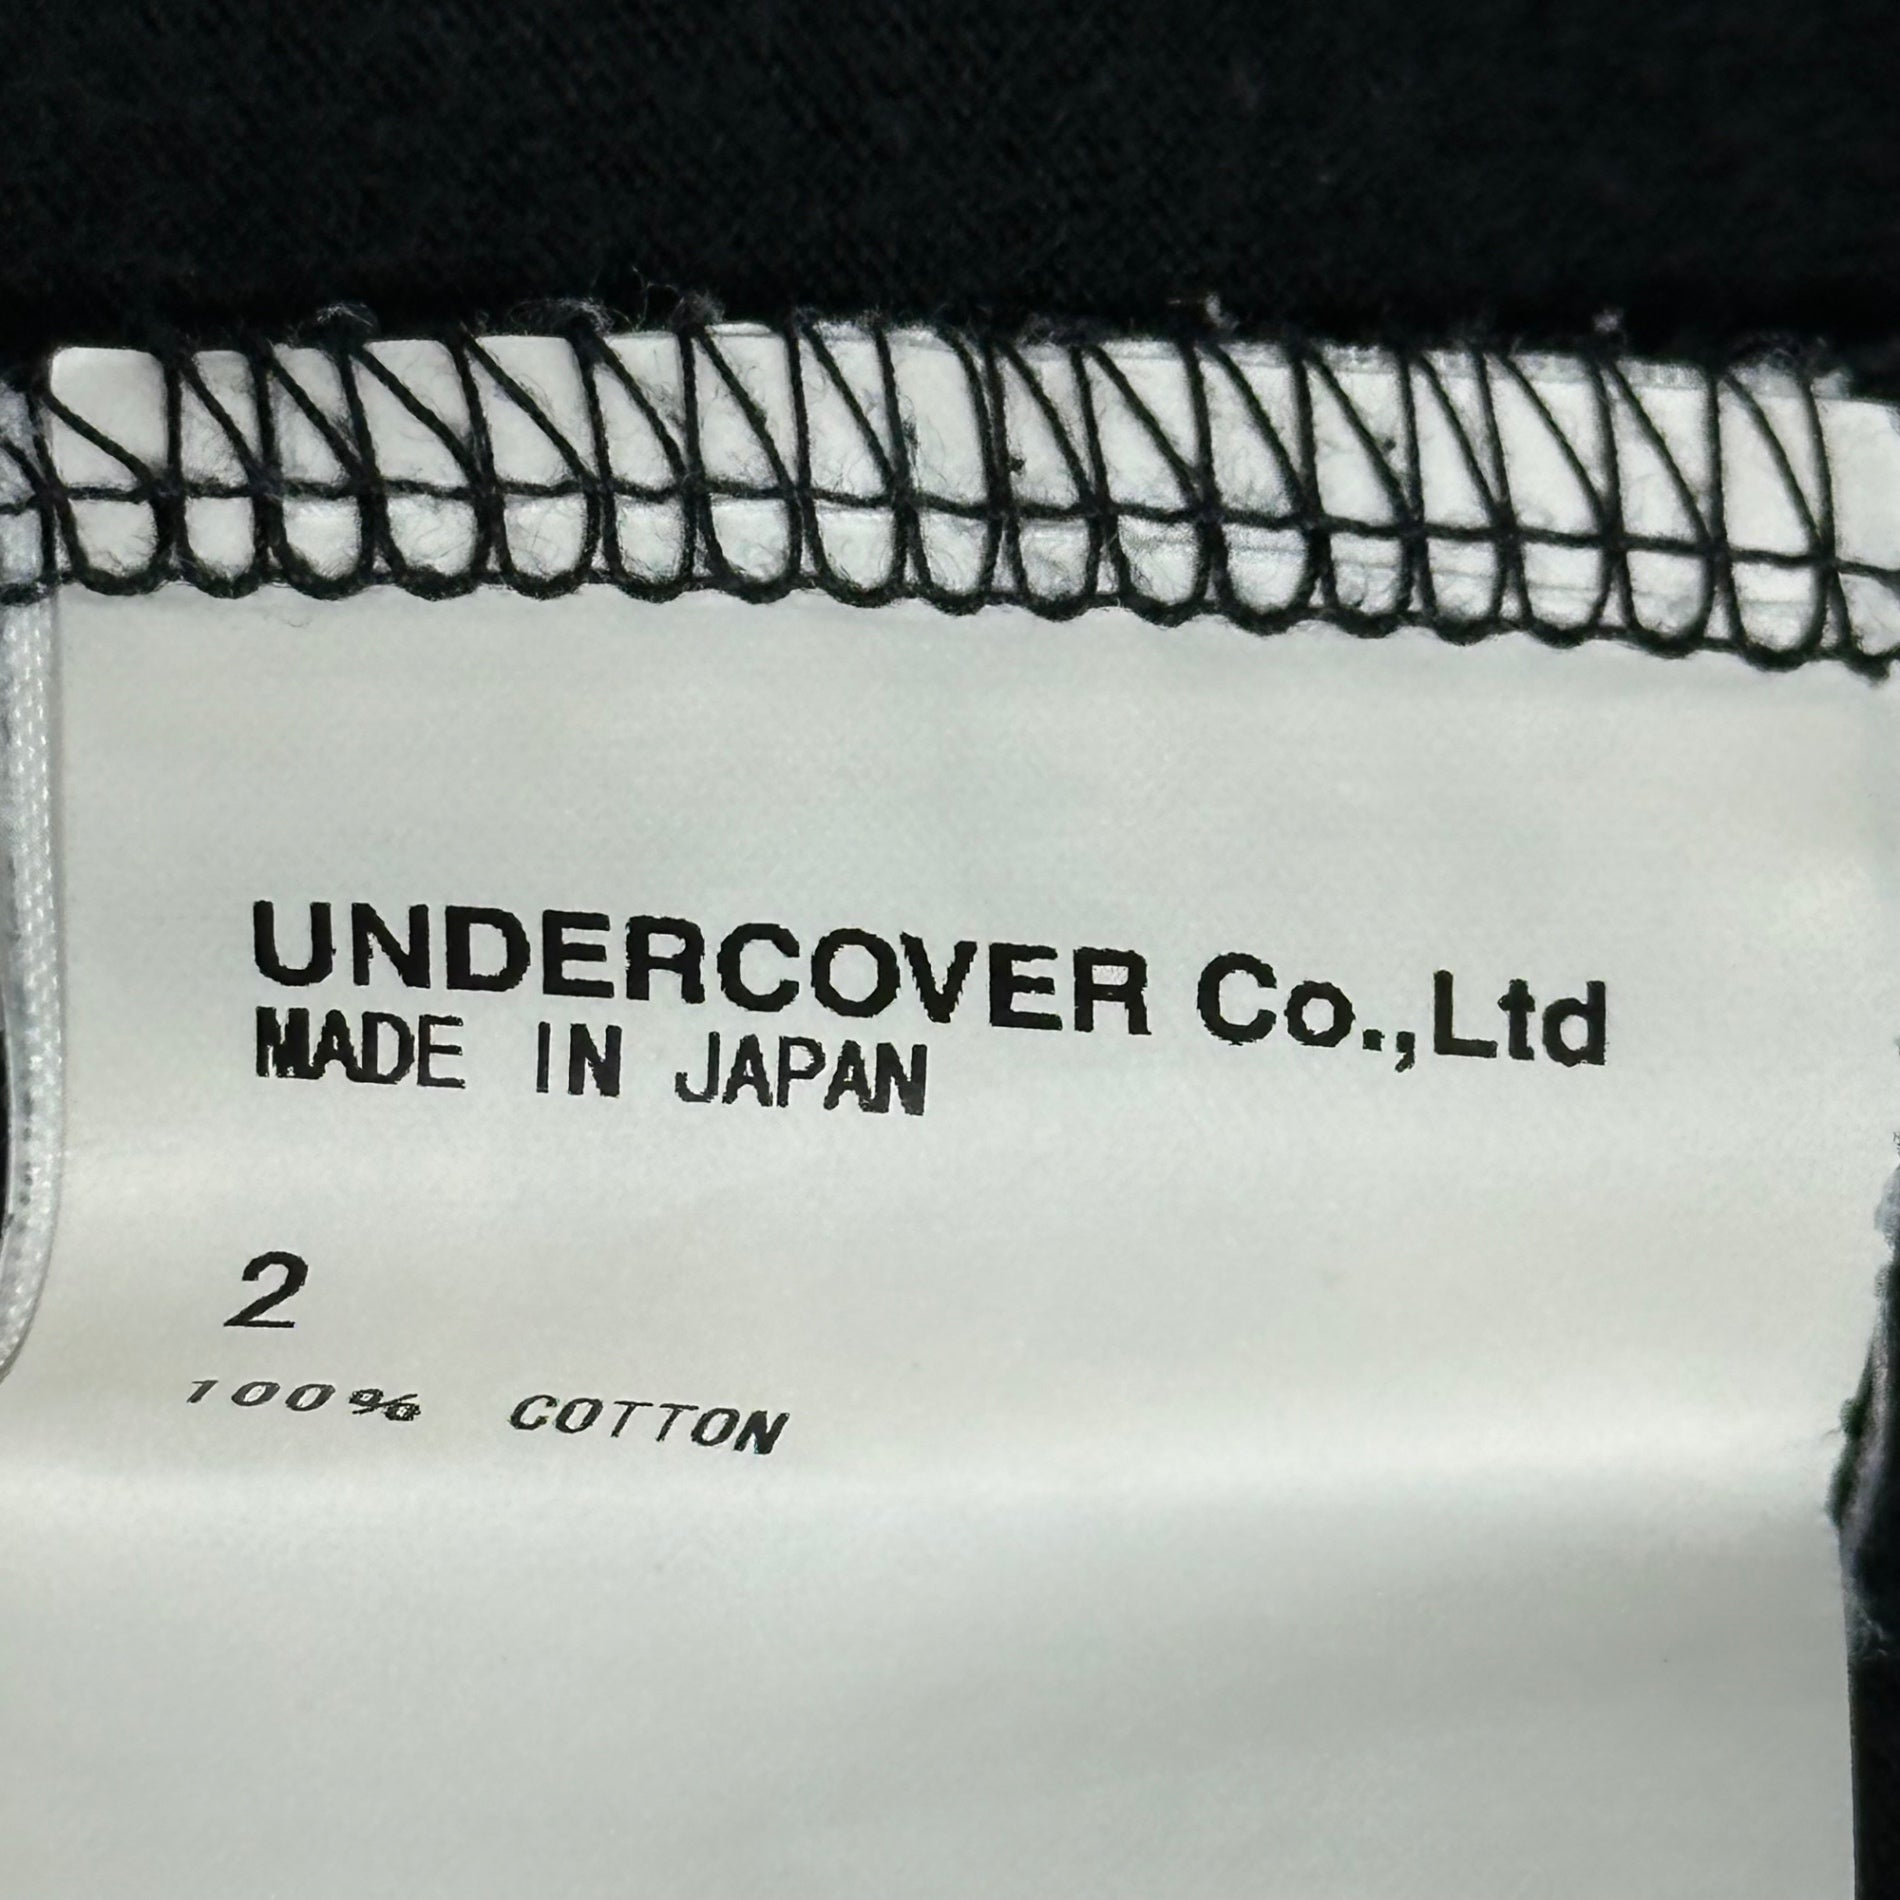 UNDERCOVER Co.,Ltd
MADE IN JAPAN
2
100% COTTON